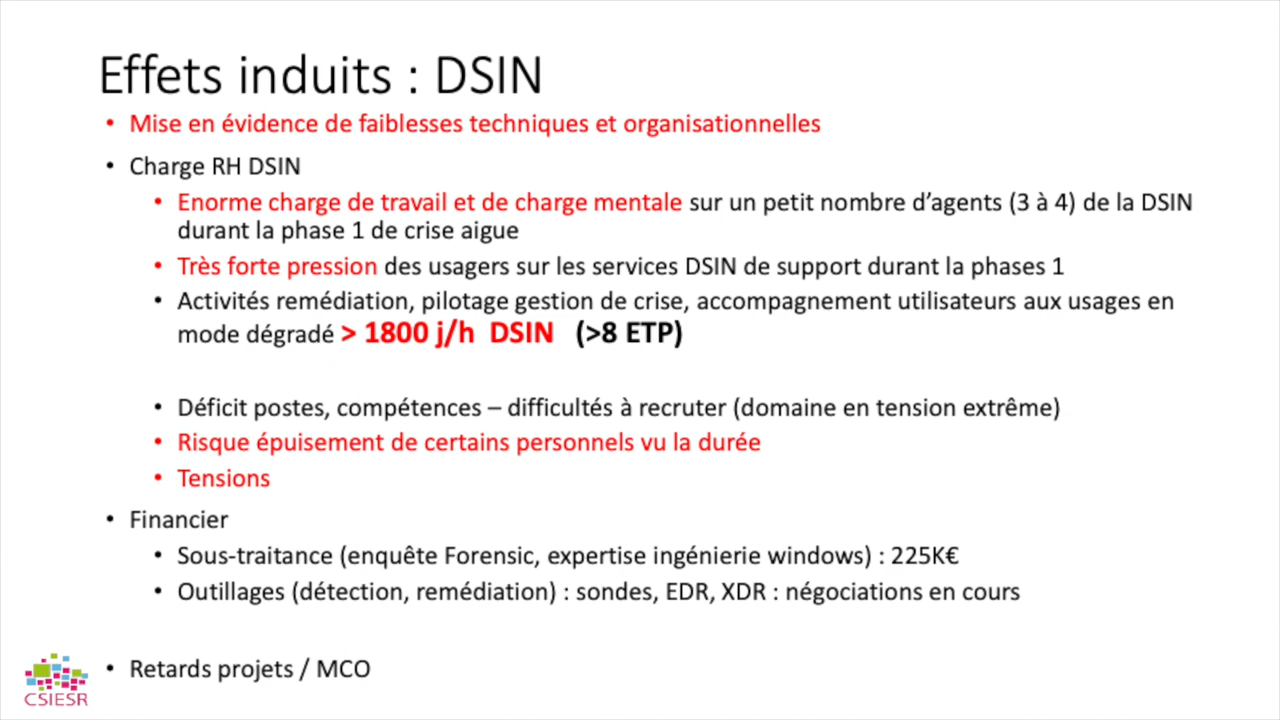 Effets induits : DSIN
• Mise en évidence de faiblesses techniques et organisationnelles
• Charge RH DSIN
• Enorme charge de travail et de charge mentale sur un petit nombre d’agents (3 à 4) de la DSIN
durant la phase 1 de crise aigue
• Très forte pression des usagers sur les services DSIN de support durant la phases 1
• Activités remédiation, pilotage gestion de crise, accompagnement utilisateurs aux usages en
mode dégradé > 1800 j/h DSIN (>8 ETP)
• Déficit postes, compétences – difficultés à recruter (domaine en tension extrême)
• Risque épuisement de certains personnels vu la durée
• Tensions
• Financier
• Sous-traitance (enquête Forensic, expertise ingénierie windows) : 225K€
• Outillages (détection, remédiation) : sondes, EDR, XDR : négociations en cours
• Retards projets / MCO
CSIESR